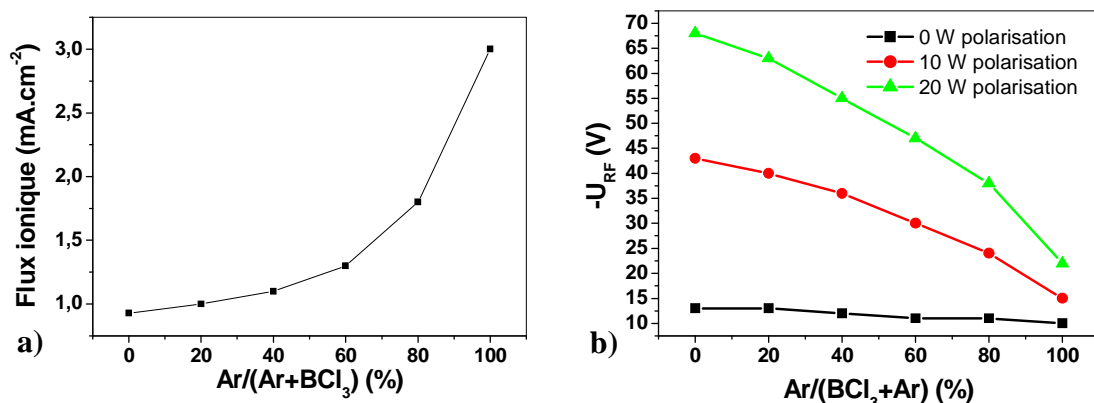 Flux ionique (mA.cm⁻²)
3,0
2,5
2,0
1,5
1,0
0 20 40 60 80 100
Ar/(Ar+BCl₃) (%)
a)
-U_RF (V)
70
65
60
55
50
45
40
35
30
25
20
15
10
0 W polarisation
10 W polarisation
20 W polarisation
0 20 40 60 80 100
Ar/(BCl₃+Ar) (%)
b)